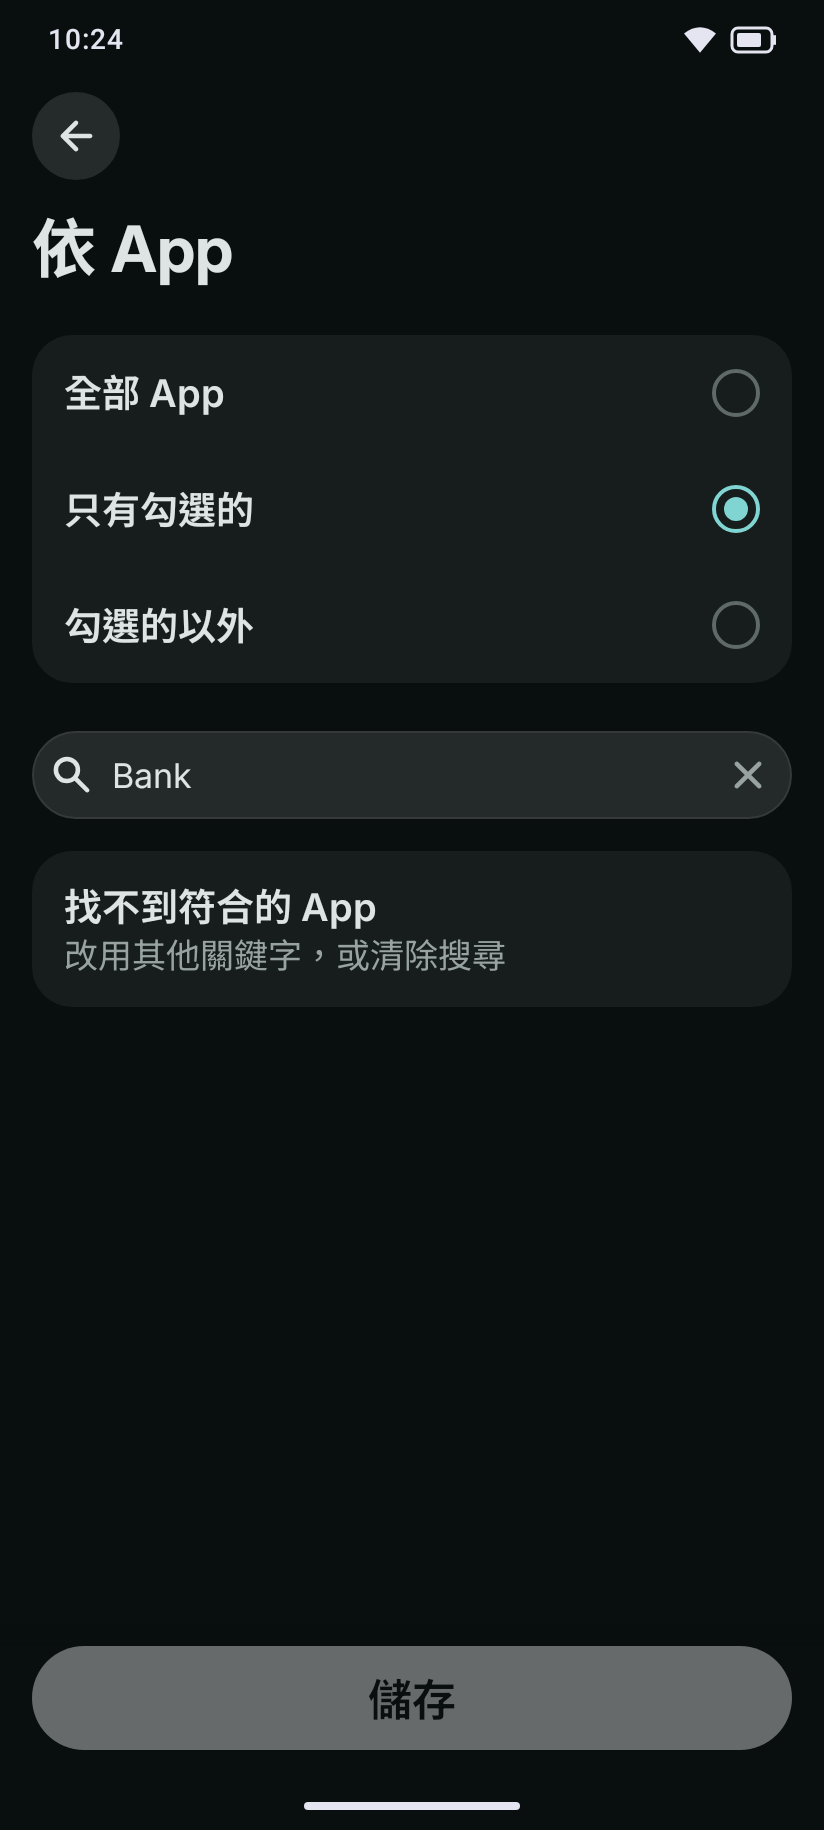 10:24
依 App
全部 App
只有勾選的
勾選的以外
Bank
找不到符合的 App
改用其他關鍵字，或清除搜尋
儲存